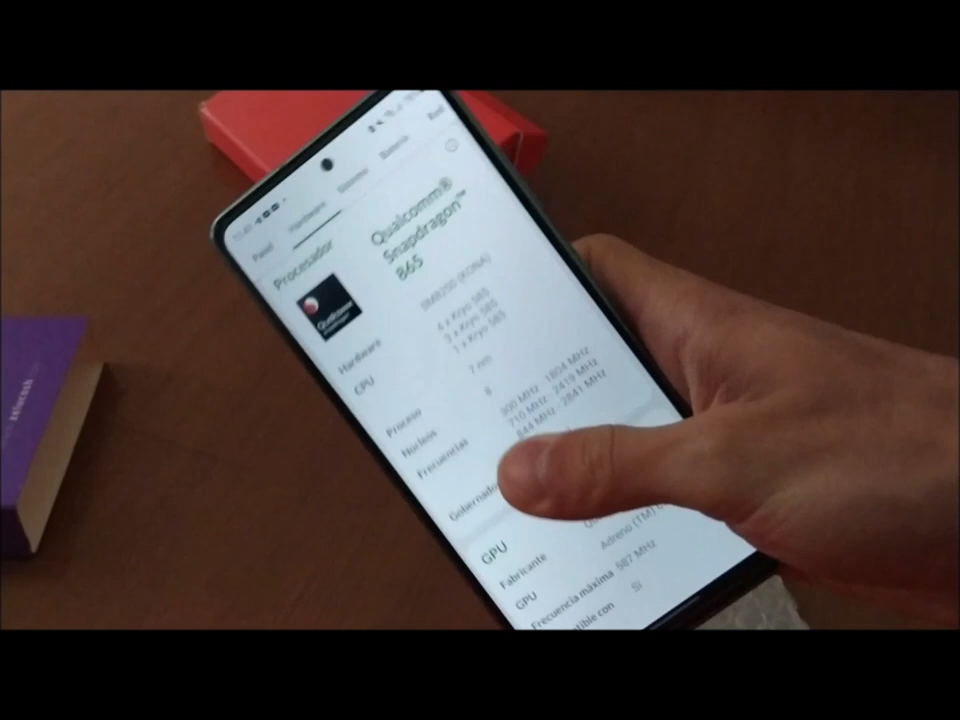 Panel
Hardware
Sistema
Batería
Red
Procesador
Qualcomm®
Snapdragon™
865
Qualcomm
Hardware
SM8250 (KONA)
CPU
4 x Kryo 585
3 x Kryo 585
1 x Kryo 585
Proceso
7 nm
Núcleos
8
Frecuencias
300 MHz - 1804 MHz
710 MHz - 2419 MHz
844 MHz - 2841 MHz
GPU
Fabricante
GPU
Adreno (TM)
Frecuencia máxima
587 MHz
Sí